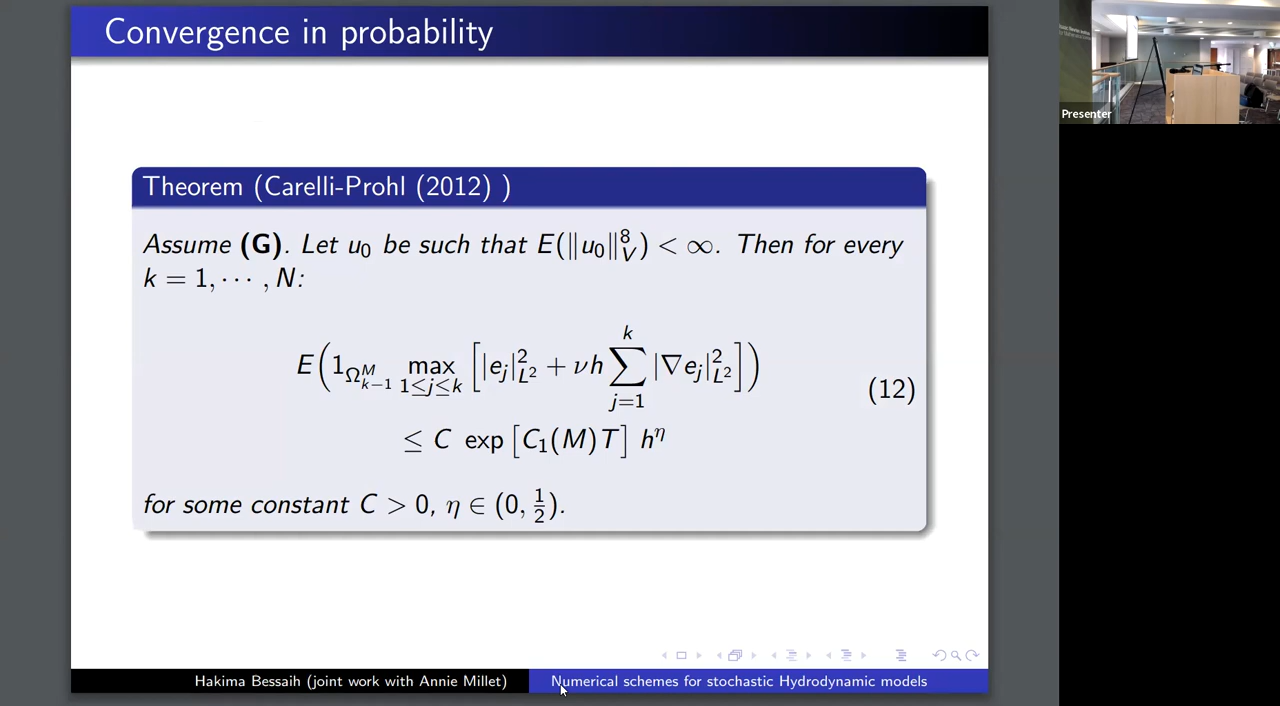 Convergence in probability
Theorem (Carelli-Prohl (2012) )
Assume (G). Let u₀ be such that E(‖u₀‖⁸_V) < ∞. Then for every
k = 1, ⋯ , N:
E(1_{Ω^M_{k−1}} max_{1≤j≤k} [|e_j|²_{L²} + νh ∑_{j=1}^{k} |∇e_j|²_{L²}])
≤ C exp [C₁(M)T] h^η
(12)
for some constant C > 0, η ∈ (0, ½).
Hakima Bessaih (joint work with Annie Millet)
Numerical schemes for stochastic Hydrodynamic models
Presenter